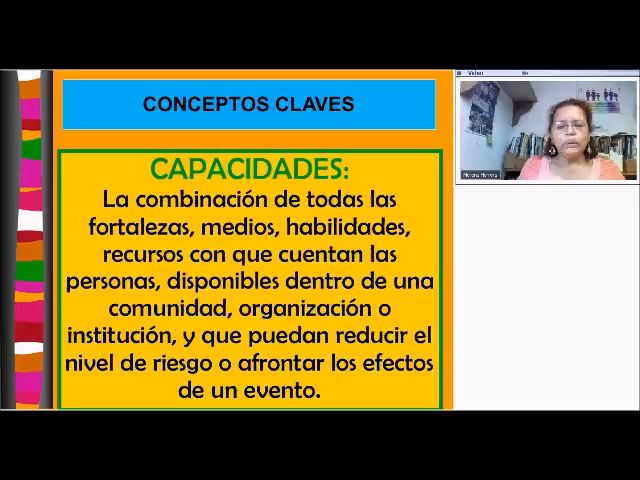 CONCEPTOS CLAVES
CAPACIDADES:
La combinación de todas las
fortalezas, medios, habilidades,
recursos con que cuentan las
personas, disponibles dentro de una
comunidad, organización o
institución, y que puedan reducir el
nivel de riesgo o afrontar los efectos
de un evento.
Video
Morena Herrera